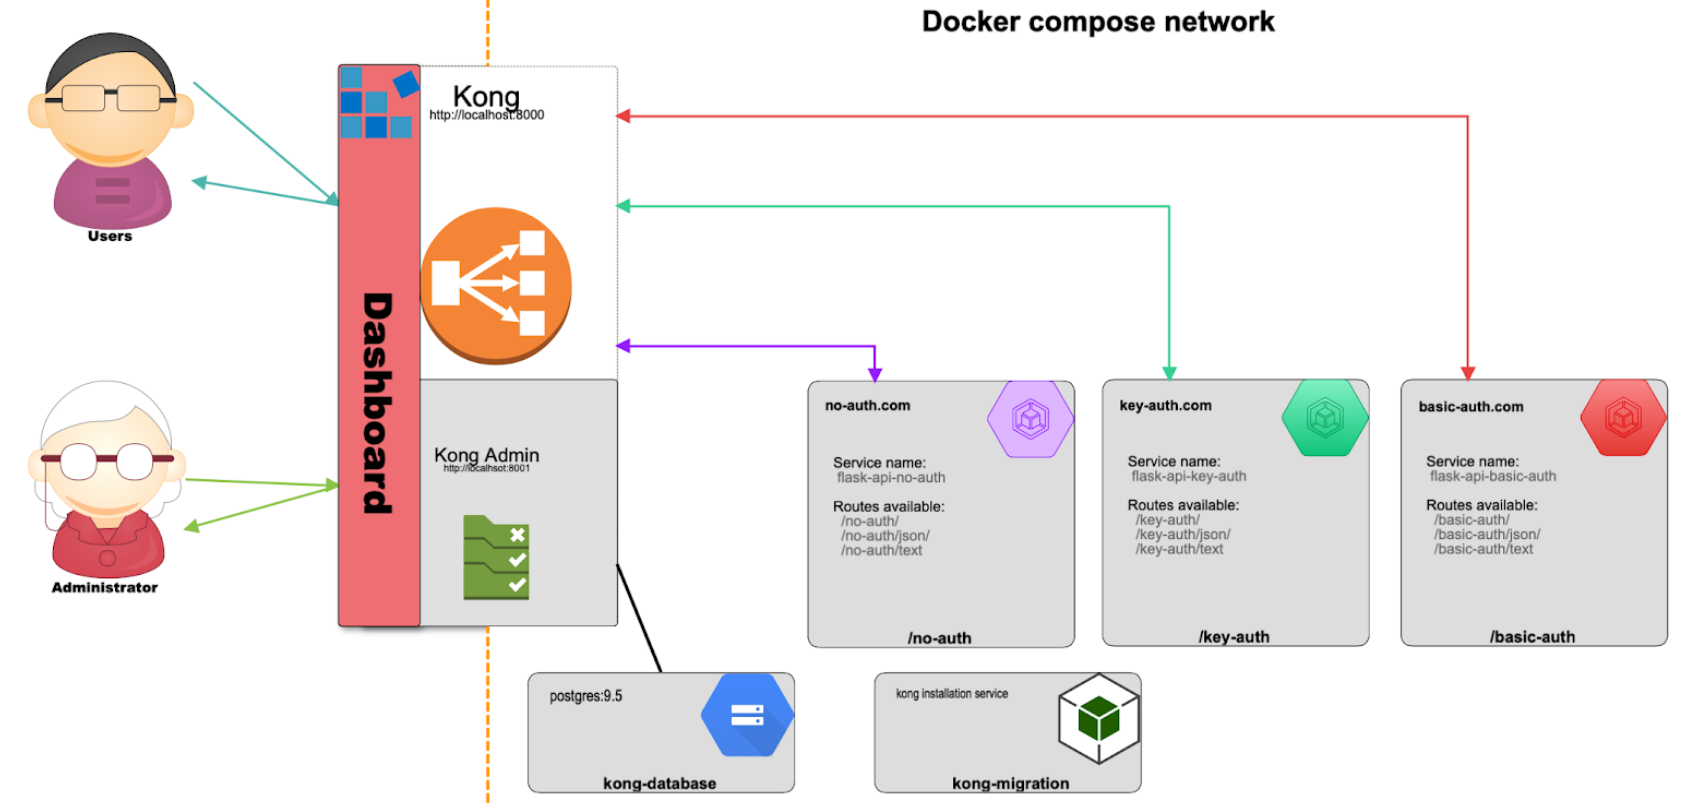 Docker compose network
Users
Administrator
Dashboard
Kong
http://localhost:8000
Kong Admin
http://localhsot:8001
no-auth.com
Service name:
flask-api-no-auth
Routes available:
/no-auth/
/no-auth/json/
/no-auth/text
/no-auth
key-auth.com
Service name:
flask-api-key-auth
Routes available:
/key-auth/
/key-auth/json/
/key-auth/text
/key-auth
basic-auth.com
Service name:
flask-api-basic-auth
Routes available:
/basic-auth/
/basic-auth/json/
/basic-auth/text
/basic-auth
postgres:9.5
kong-database
kong installation service
kong-migration